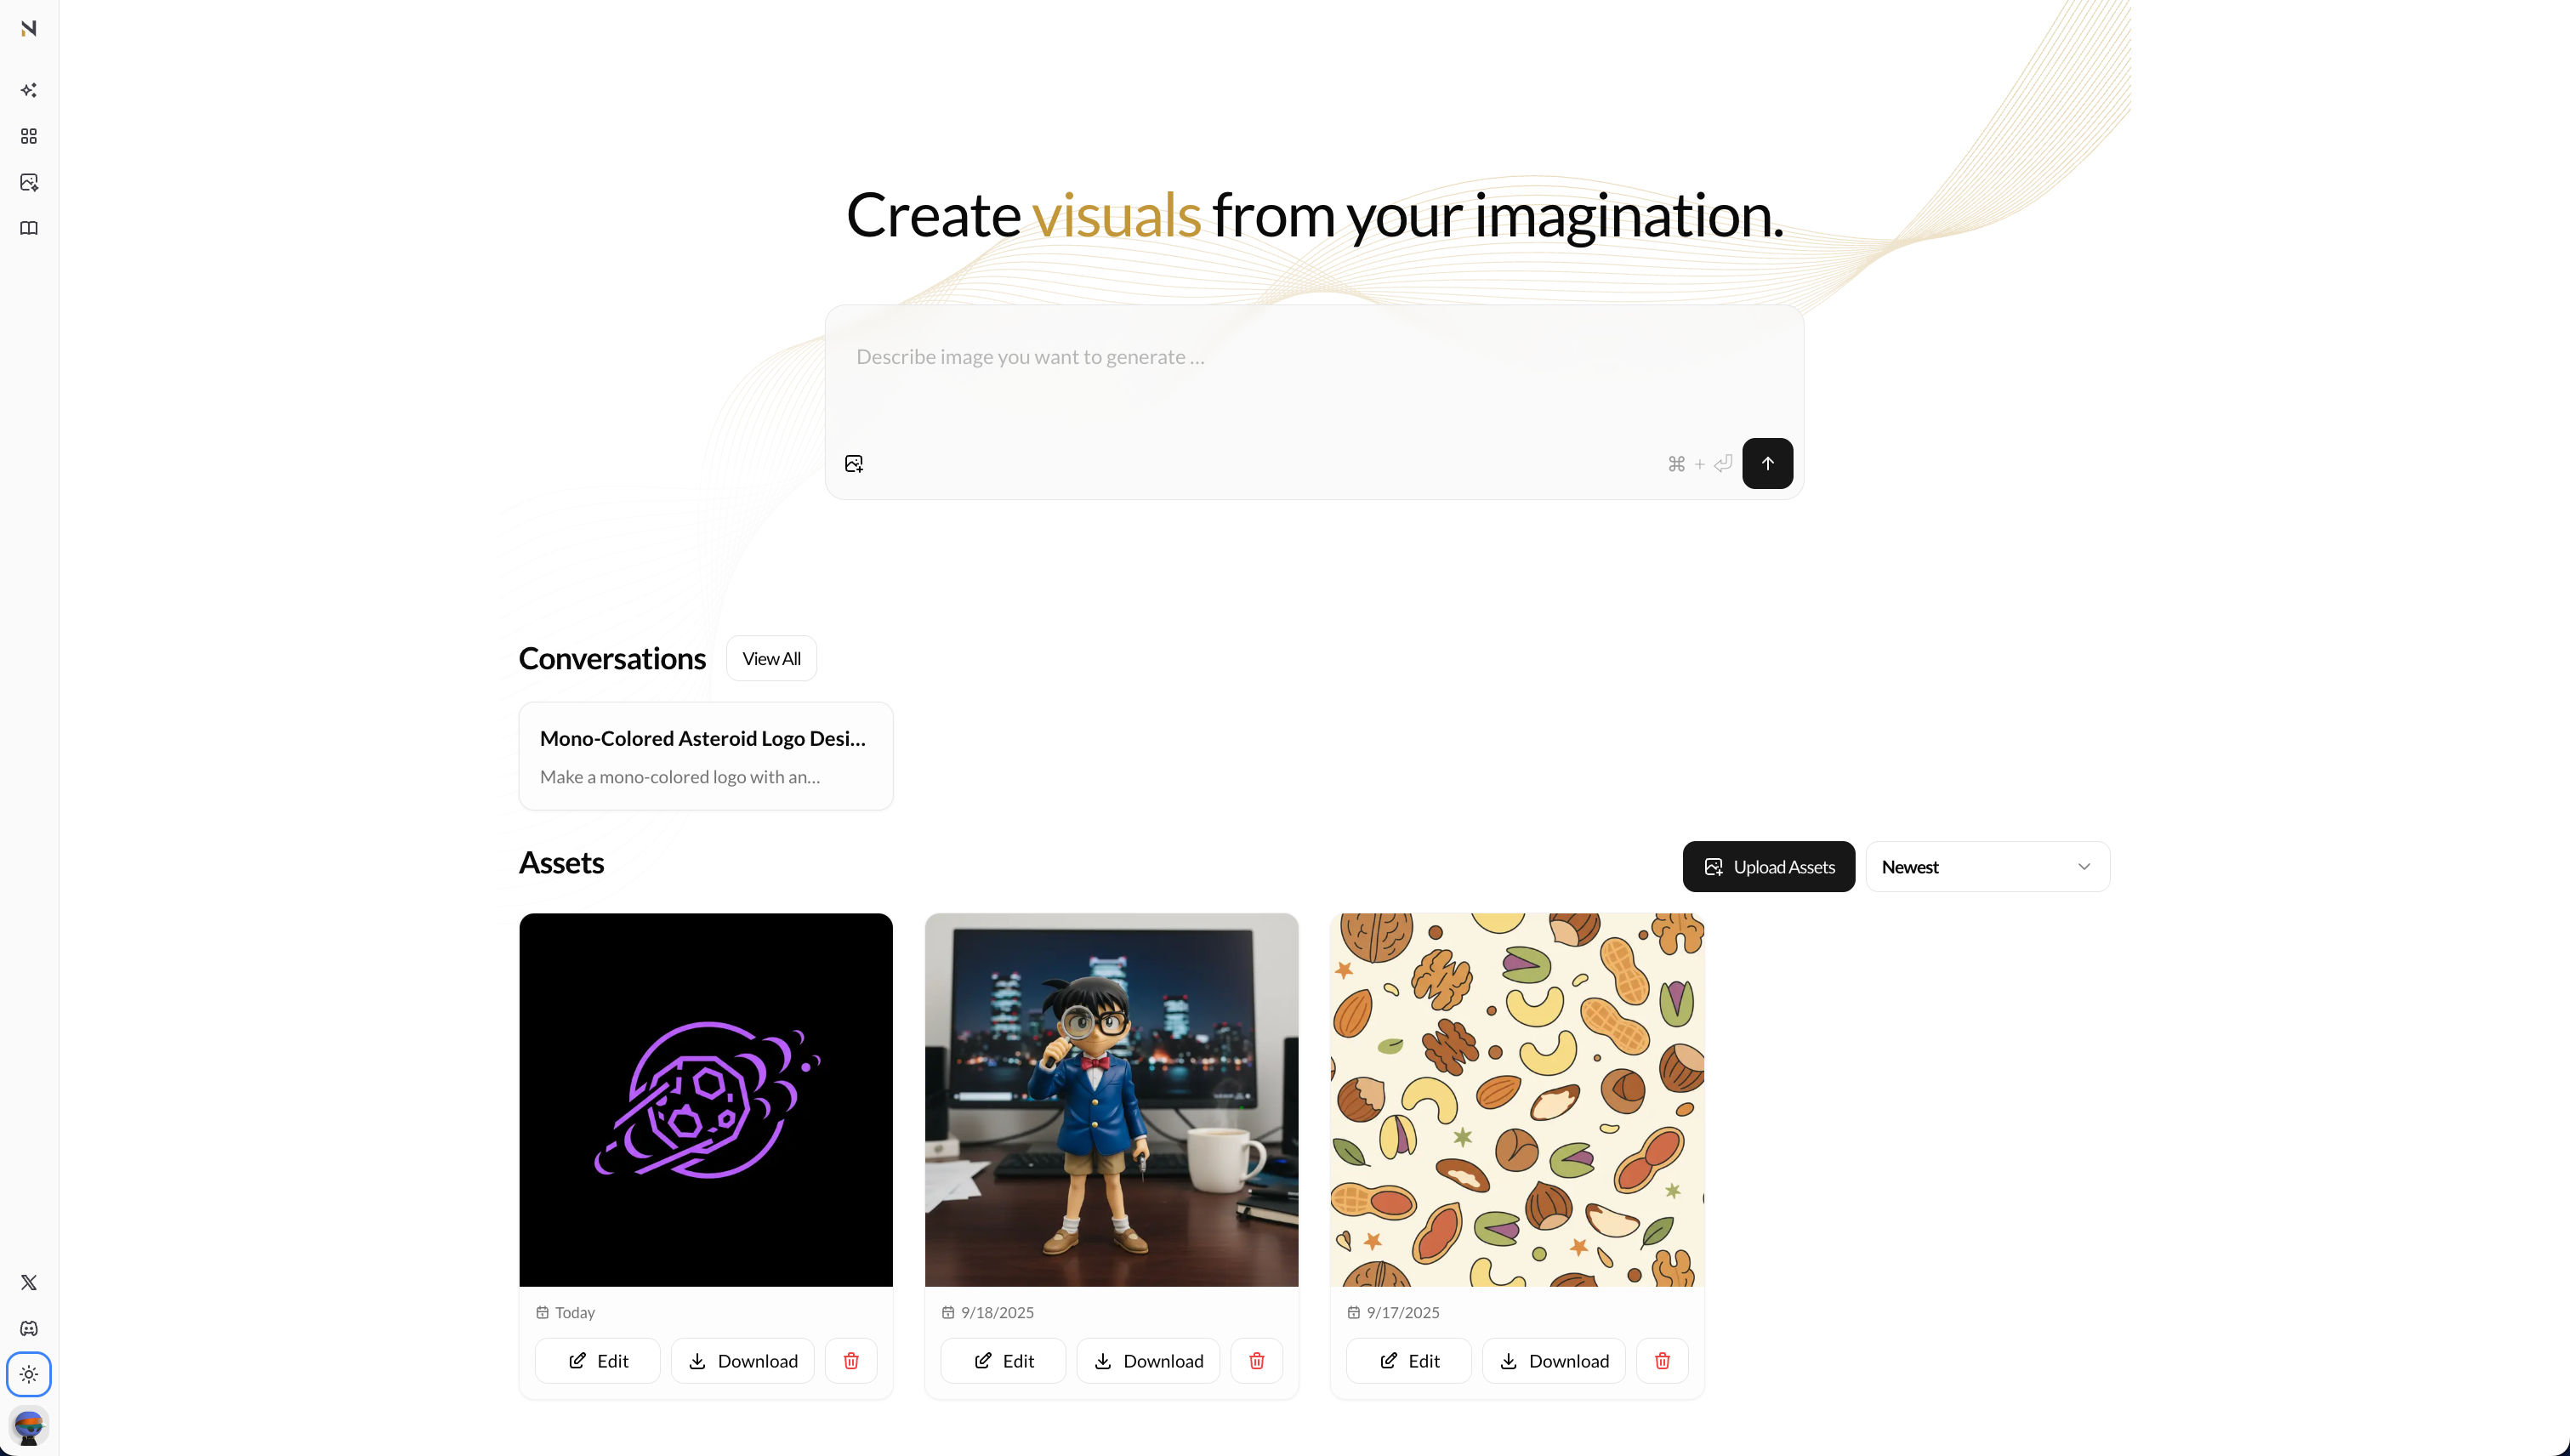 Create visuals from your imagination.
Describe image you want to generate ...
⌘ + ⏎
Conversations
View All
Mono-Colored Asteroid Logo Desi...
Make a mono-colored logo with an...
Assets
Upload Assets
Newest
Today
9/18/2025
9/17/2025
Edit
Download
Edit
Download
Edit
Download